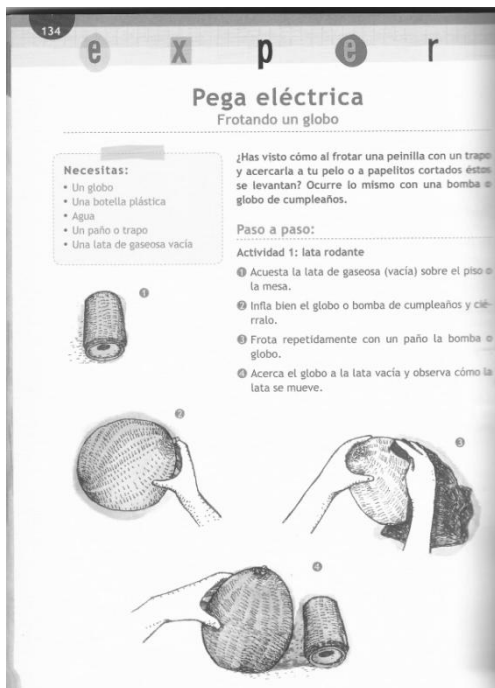 134
e x p e r
Pega eléctrica
Frotando un globo
Necesitas:
• Un globo
• Una botella plástica
• Agua
• Un paño o trapo
• Una lata de gaseosa vacía
¿Has visto cómo al frotar una peinilla con un trapo
y acercarla a tu pelo o a papelitos cortados éstos
se levantan? Ocurre lo mismo con una bomba o
globo de cumpleaños.
Paso a paso:
Actividad 1: lata rodante
1 Acuesta la lata de gaseosa (vacía) sobre el piso o
la mesa.
2 Infla bien el globo o bomba de cumpleaños y cié-
rralo.
3 Frota repetidamente con un paño la bomba o
globo.
4 Acerca el globo a la lata vacía y observa cómo la
lata se mueve.
1
2
3
4